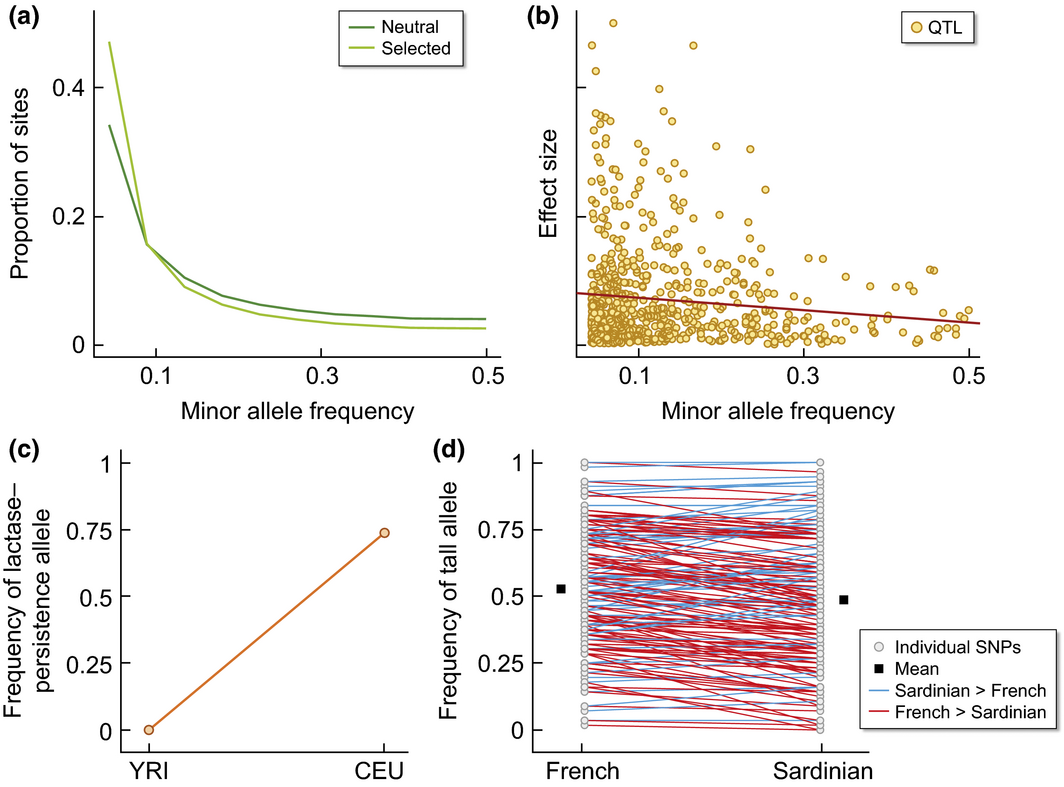 (a)
Neutral
Selected
Proportion of sites
0.4
0.2
0
0.1
0.3
0.5
Minor allele frequency
(b)
QTL
Effect size
0.1
0.3
0.5
Minor allele frequency
(c)
Frequency of lactase–
persistence allele
1
0.75
0.5
0.25
0
YRI
CEU
(d)
Frequency of tall allele
1
0.75
0.5
0.25
0
French
Sardinian
Individual SNPs
Mean
Sardinian > French
French > Sardinian